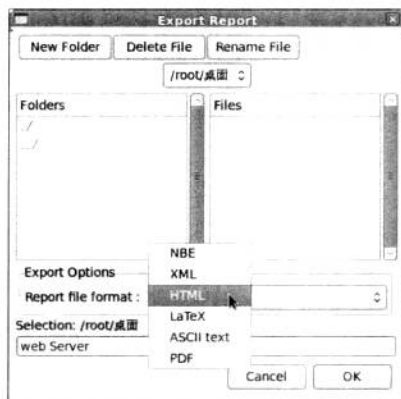 Export Report
New Folder Delete File Rename File
/root/桌面
Folders Files
./
../
NBE
Export Options
XML
Report file format : HTML
LaTeX
Selection: /root/桌面
ASCII text
web Server
PDF
Cancel OK